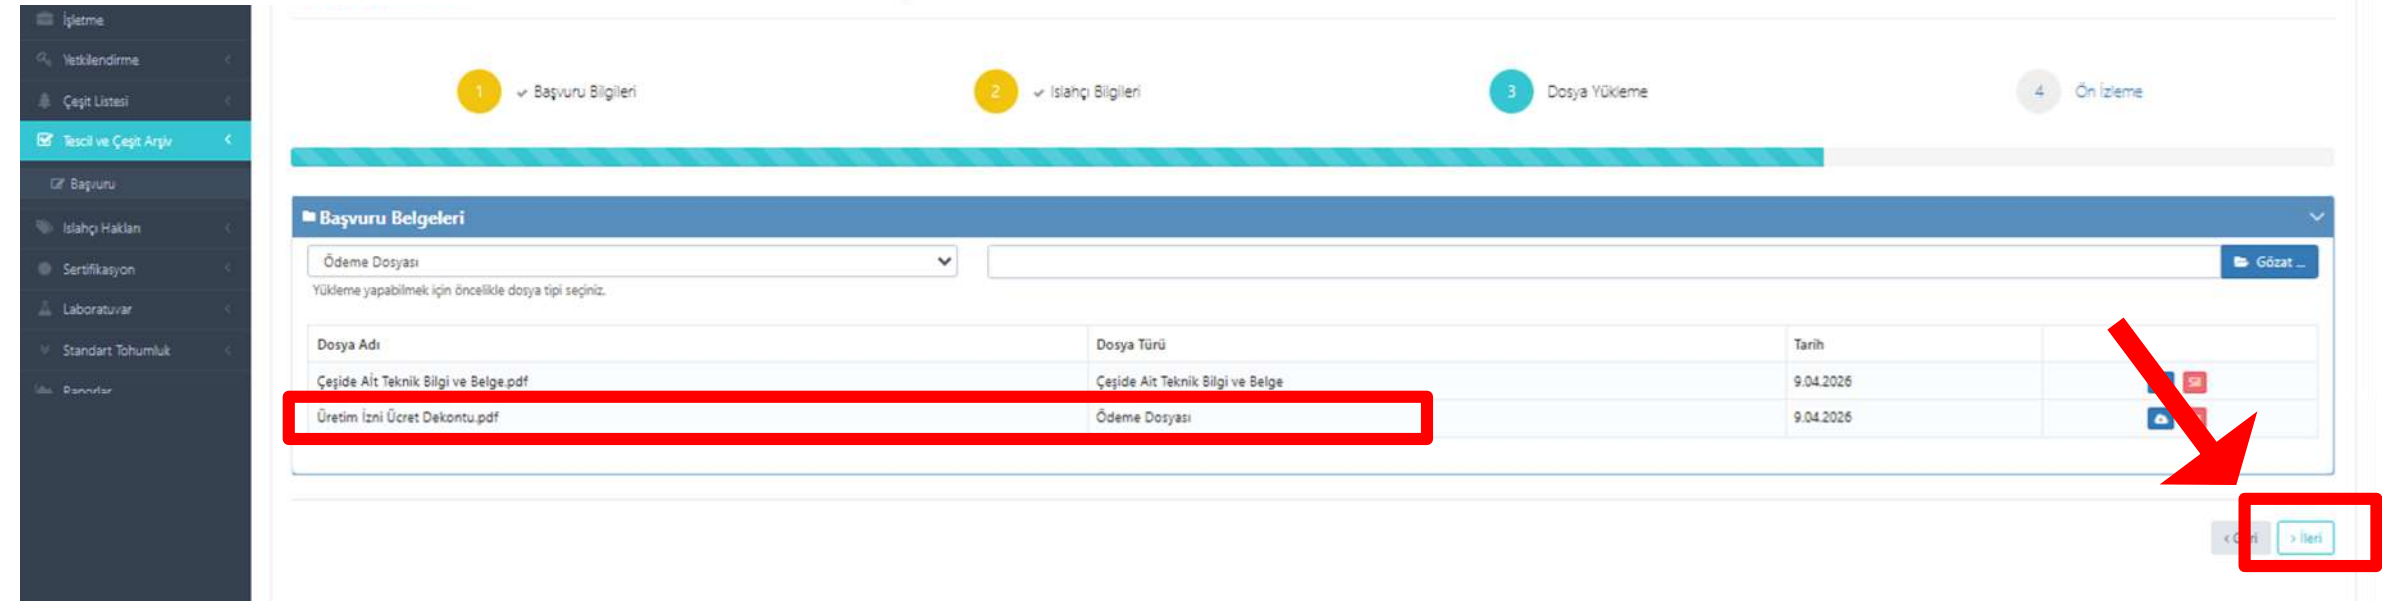 İşletme
Yetkilendirme
Çeşit Listesi
Tescil ve Çeşit Arşiv
Başvuru
Islahçı Hakları
Sertifikasyon
Laboratuvar
Standart Tohumluk
Raporlar
1 Başvuru Bilgileri
2 Islahçı Bilgileri
3 Dosya Yükleme
4 Ön İzleme
Başvuru Belgeleri
Ödeme Dosyası
Gözat ...
Yükleme yapabilmek için öncelikle dosya tipi seçiniz.
Dosya Adı Dosya Türü Tarih
Çeşide Aİt Teknik Bilgi ve Belge.pdf Çeşide Ait Teknik Bilgi ve Belge 9.04.2026 Sil
Üretim İzni Ücret Dekontu.pdf Ödeme Dosyası 9.04.2026
< Geri > İleri